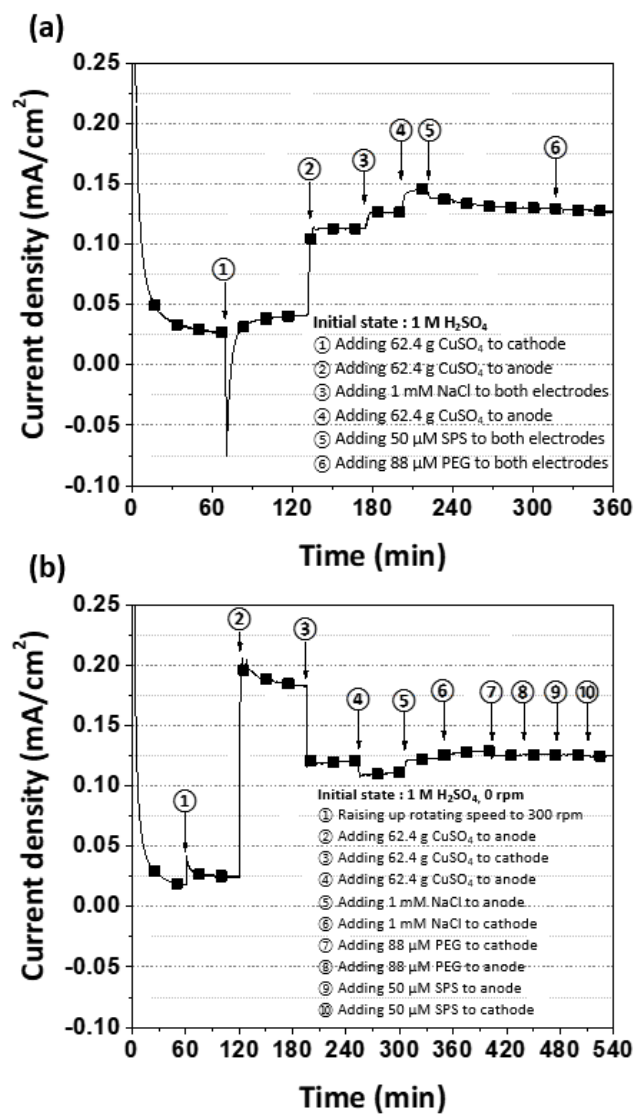 (a)
0.25
0.20
0.15
0.10
0.05
0.00
-0.05
-0.10
Current density (mA/cm²)
① ② ③ ④ ⑤ ⑥
Initial state : 1 M H₂SO₄
① Adding 62.4 g CuSO₄ to cathode
② Adding 62.4 g CuSO₄ to anode
③ Adding 1 mM NaCl to both electrodes
④ Adding 62.4 g CuSO₄ to anode
⑤ Adding 50 μM SPS to both electrodes
⑥ Adding 88 μM PEG to both electrodes
0 60 120 180 240 300 360
Time (min)
(b)
0.25
0.20
0.15
0.10
0.05
0.00
-0.05
-0.10
Current density (mA/cm²)
① ② ③ ④ ⑤ ⑥ ⑦ ⑧ ⑨ ⑩
Initial state : 1 M H₂SO₄, 0 rpm
① Raising up rotating speed to 300 rpm
② Adding 62.4 g CuSO₄ to anode
③ Adding 62.4 g CuSO₄ to cathode
④ Adding 62.4 g CuSO₄ to anode
⑤ Adding 1 mM NaCl to anode
⑥ Adding 1 mM NaCl to cathode
⑦ Adding 88 μM PEG to cathode
⑧ Adding 88 μM PEG to anode
⑨ Adding 50 μM SPS to anode
⑩ Adding 50 μM SPS to cathode
0 60 120 180 240 300 360 420 480 540
Time (min)